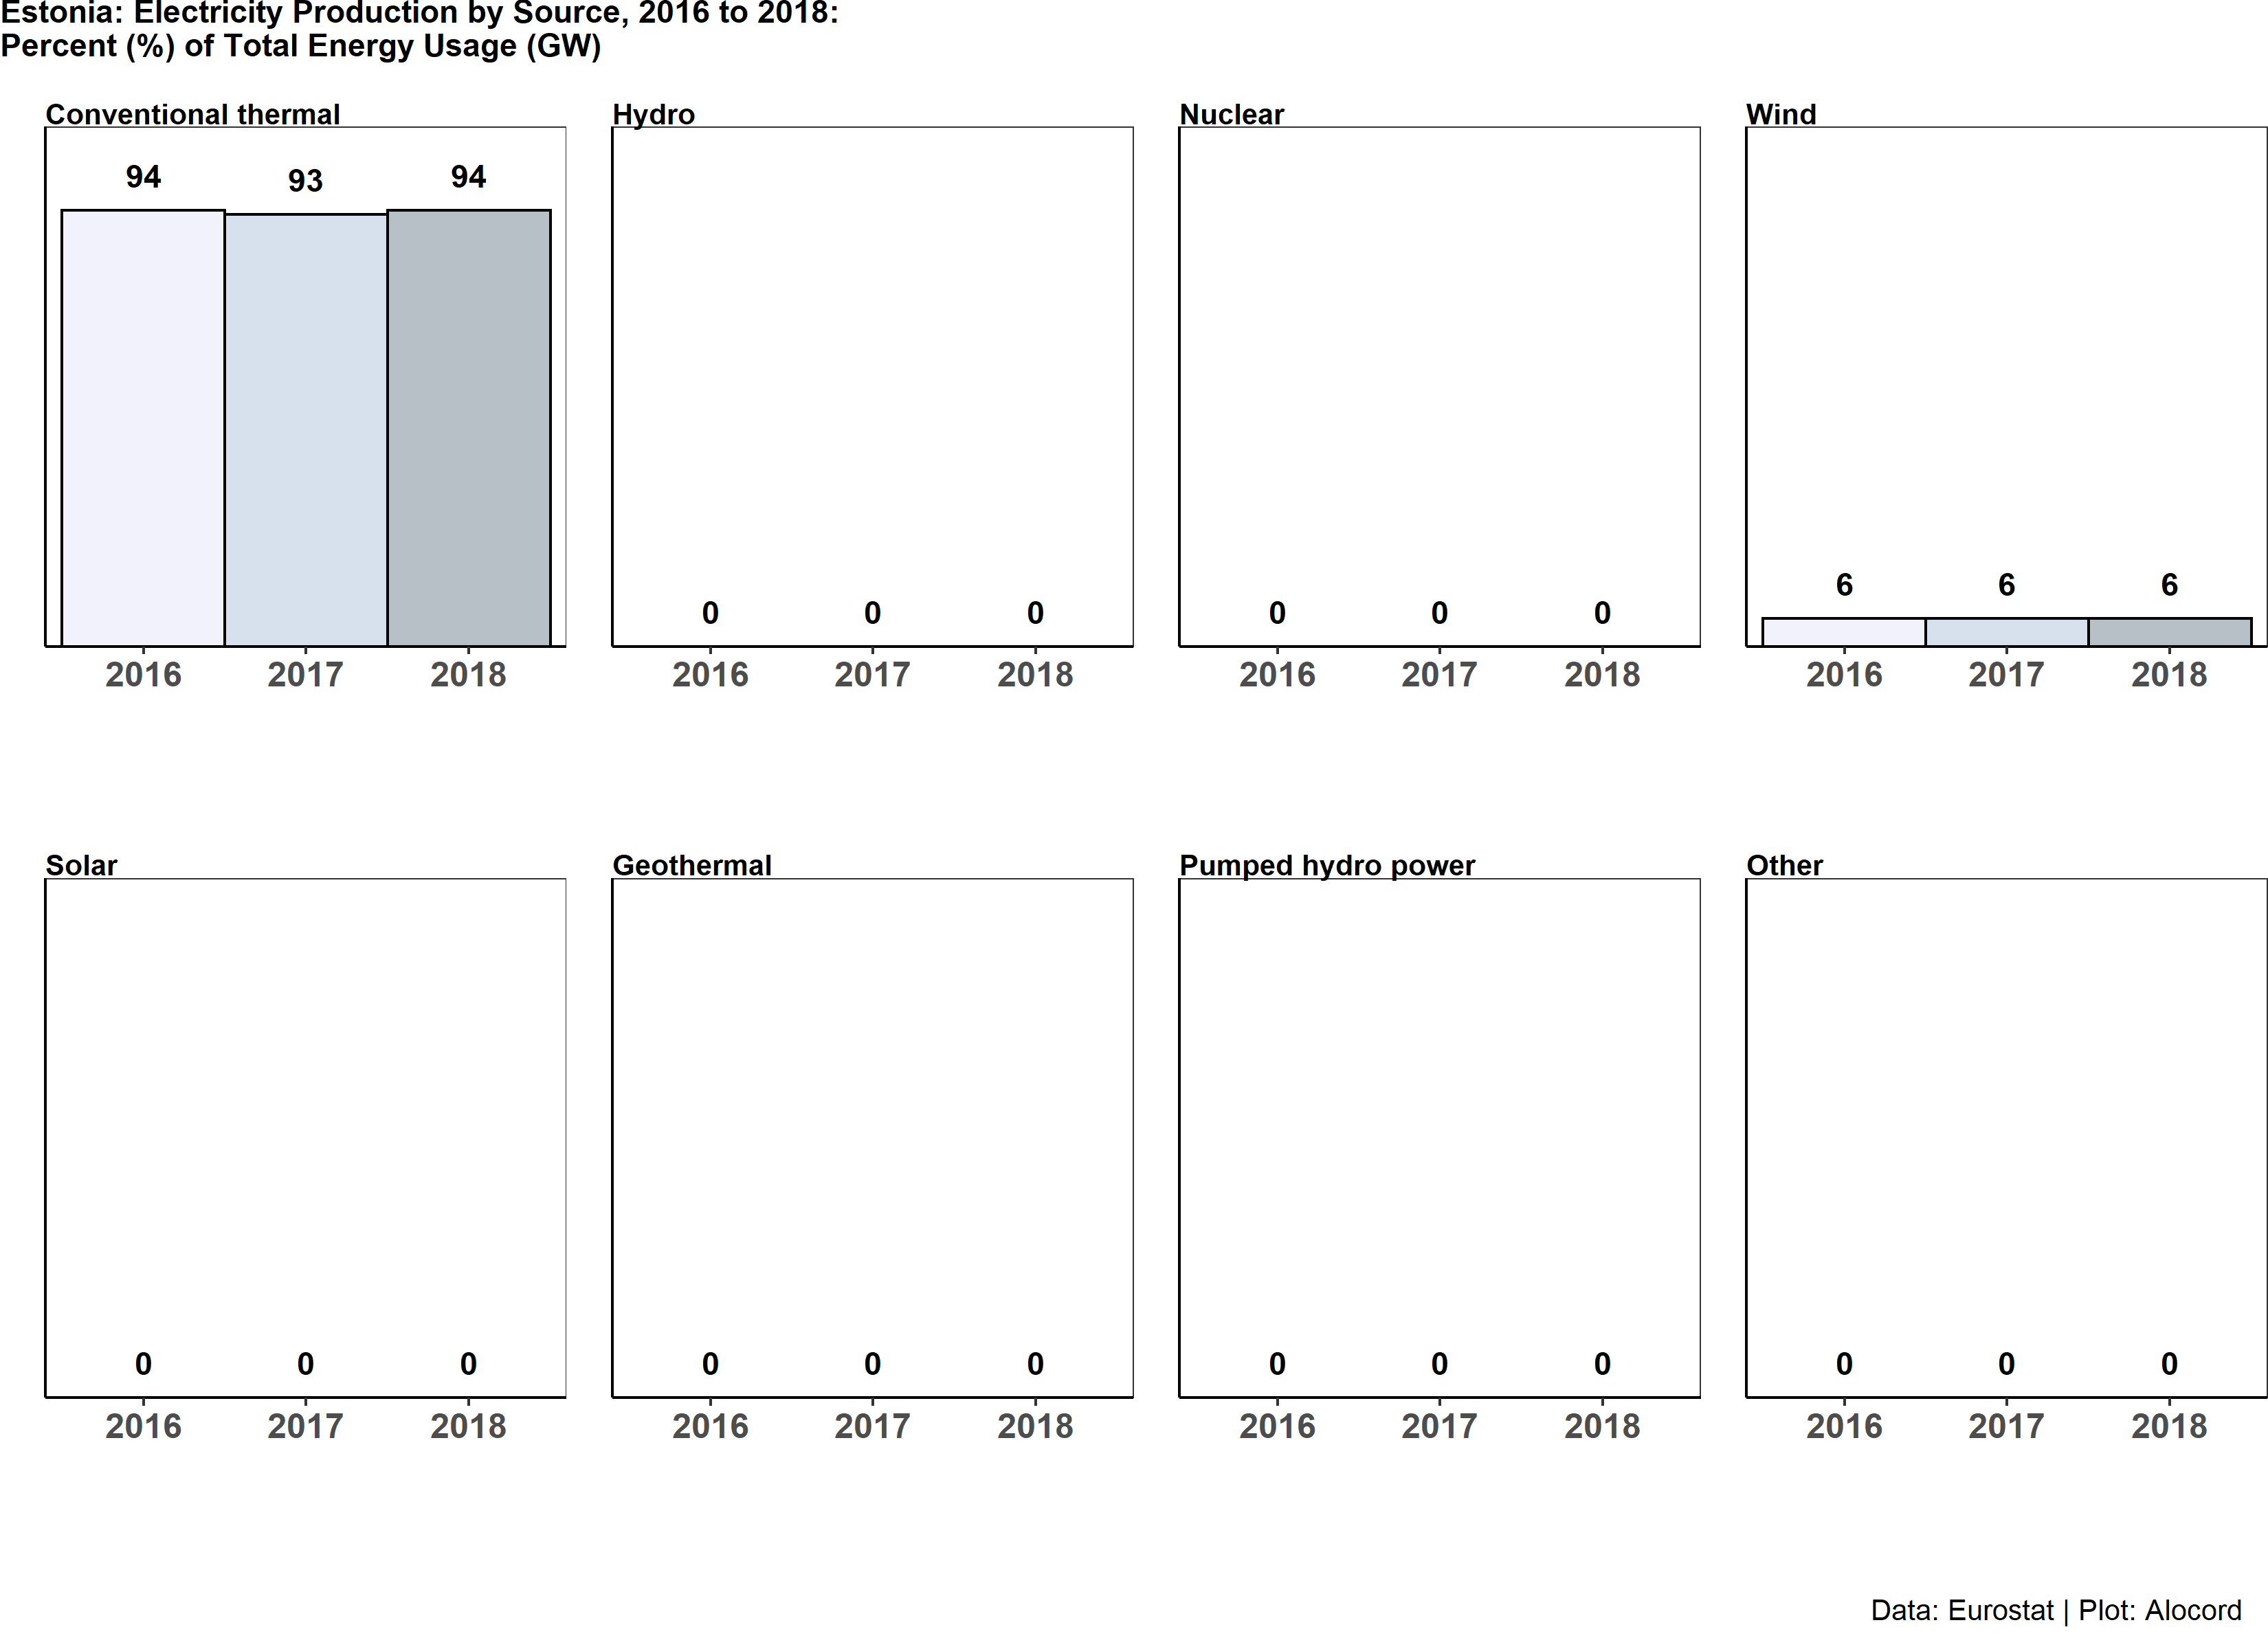 Estonia: Electricity Production by Source, 2016 to 2018:
Percent (%) of Total Energy Usage (GW)
Conventional thermal
94 93 94
2016 2017 2018
Hydro
0 0 0
2016 2017 2018
Nuclear
0 0 0
2016 2017 2018
Wind
6 6 6
2016 2017 2018
Solar
0 0 0
2016 2017 2018
Geothermal
0 0 0
2016 2017 2018
Pumped hydro power
0 0 0
2016 2017 2018
Other
0 0 0
2016 2017 2018
Data: Eurostat | Plot: Alocord